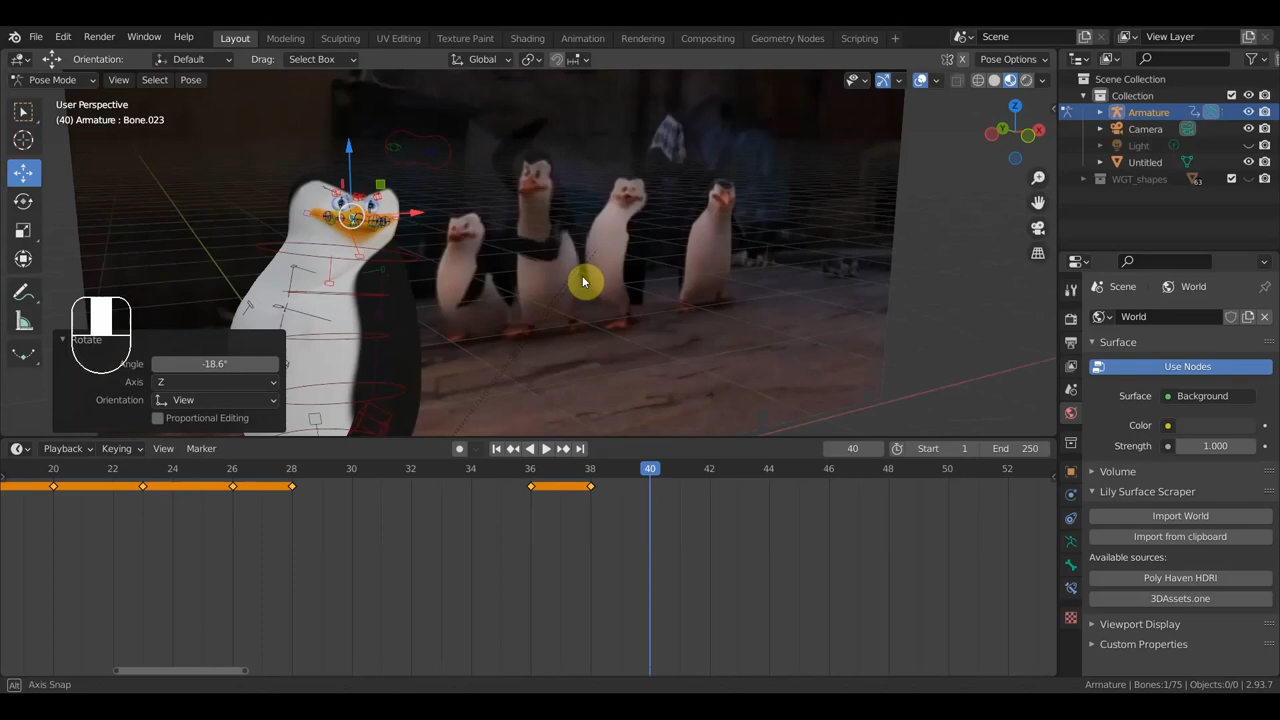 File Edit Render Window Help Layout Modeling Sculpting UV Editing Texture Paint Shading Animation Rendering Compositing Geometry Nodes Scripting + Scene View Layer
Orientation: Default Drag: Select Box Global X Pose Options
Pose Mode View Select Pose
User Perspective
(40) Armature : Bone.023
Z
Y
X
Rotate
Angle -18.6°
Axis Z
Orientation View
Proportional Editing
Playback Keying View Marker 40 Start 1 End 250
20 22 24 26 28 30 32 34 36 38 40 42 44 46 48 50 52
Alt Axis Snap
Scene Collection
Collection
Armature
Camera
Light
Untitled
WGT_shapes 63
Scene World
World
Surface
Use Nodes
Surface Background
Color
Strength 1.000
Volume
Lily Surface Scraper
Import World
Import from clipboard
Available sources:
Poly Haven HDRI
3DAssets.one
Viewport Display
Custom Properties
Armature | Bones:1/75 | Objects:0/0 | 2.93.7